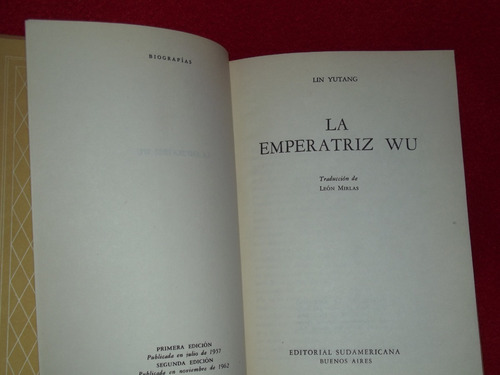 BIOGRAFÍAS
PRIMERA EDICIÓN
Publicada en julio de 1957
SEGUNDA EDICIÓN
Publicada en noviembre de 1962
LIN YUTANG
LA
EMPERATRIZ WU
Traducción de
LEÓN MIRLAS
EDITORIAL SUDAMERICANA
BUENOS AIRES